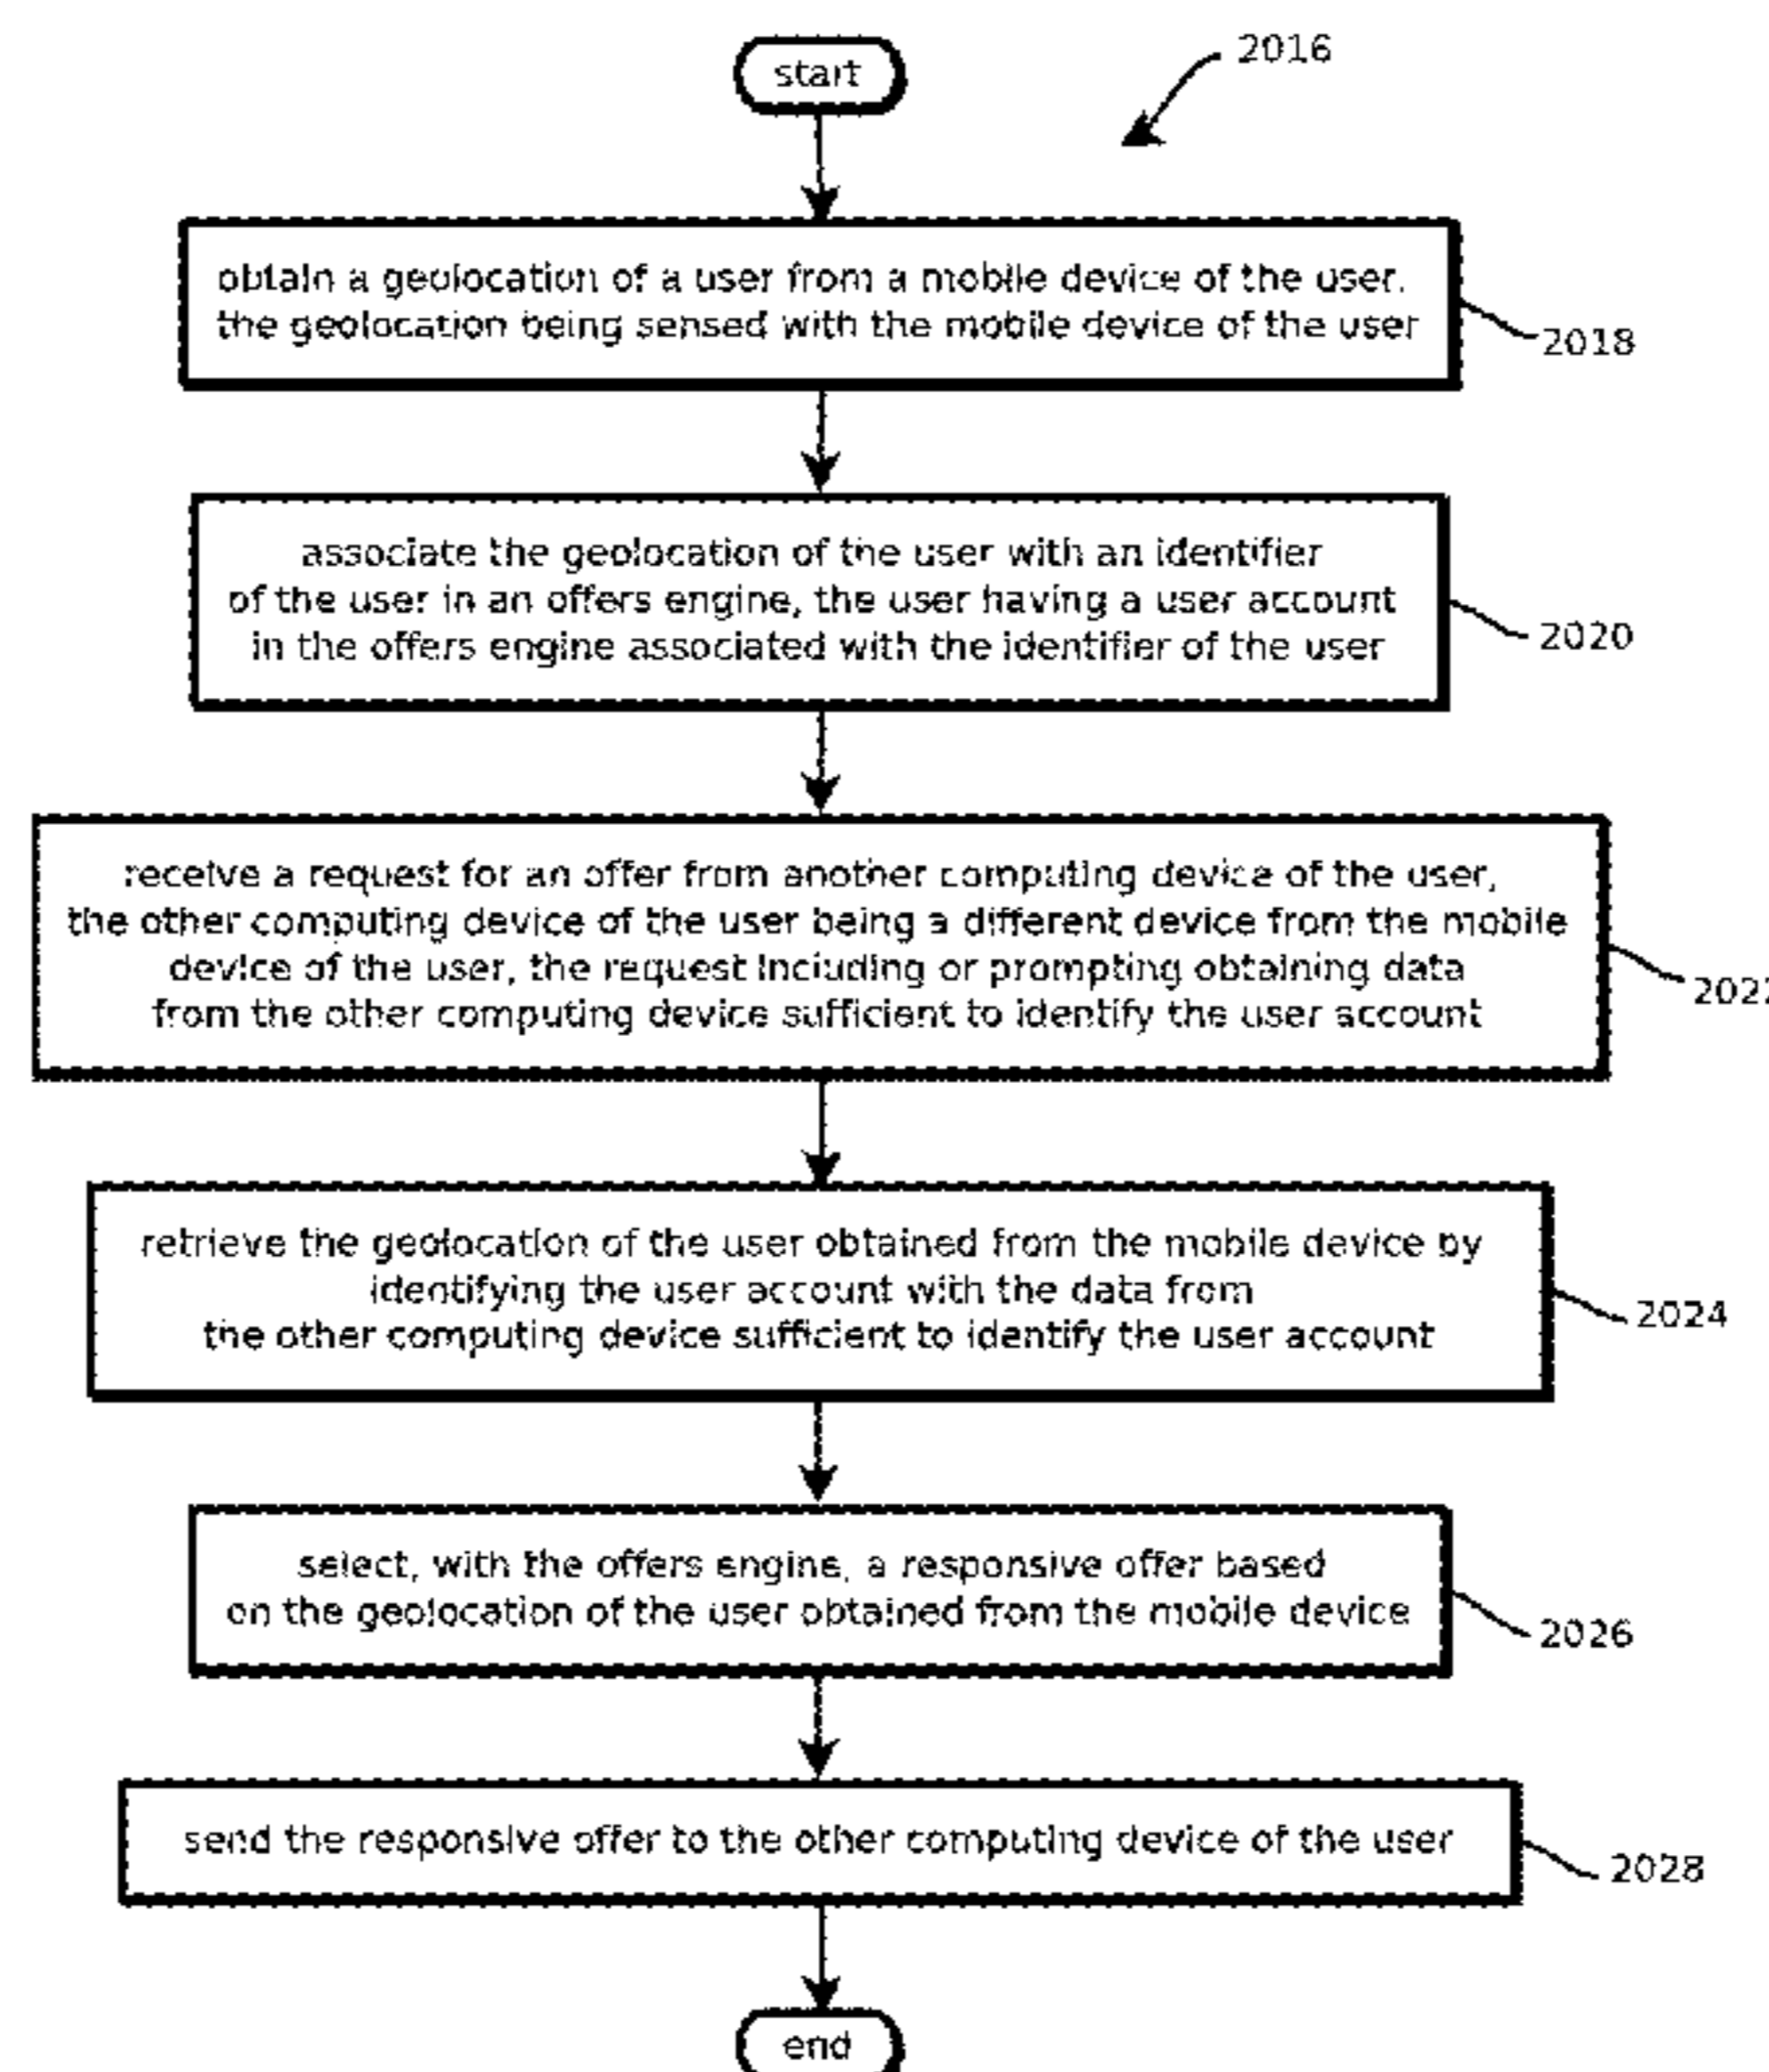 start
2016
obtain a geolocation of a user from a mobile device of the user,
the geolocation being sensed with the mobile device of the user
2018
associate the geolocation of the user with an identifier
of the user in an offers engine, the user having a user account
in the offers engine associated with the identifier of the user
2020
receive a request for an offer from another computing device of the user,
the other computing device of the user being a different device from the mobile
device of the user, the request including or prompting obtaining data
from the other computing device sufficient to identify the user account
2022
retrieve the geolocation of the user obtained from the mobile device by
identifying the user account with the data from
the other computing device sufficient to identify the user account
2024
select, with the offers engine, a responsive offer based
on the geolocation of the user obtained from the mobile device
2026
send the responsive offer to the other computing device of the user
2028
end